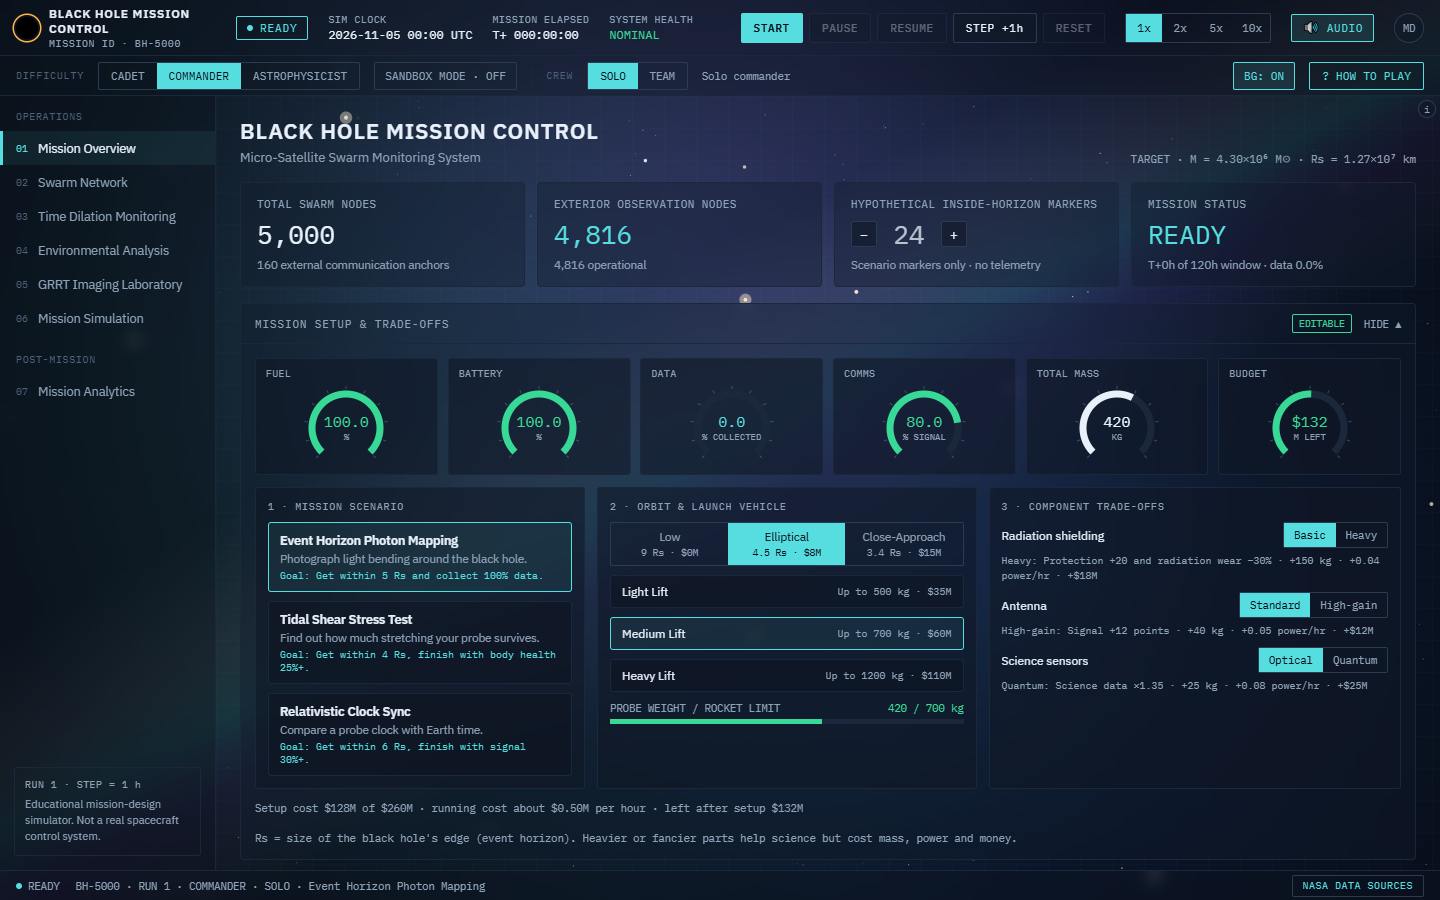 BLACK HOLE MISSION CONTROL
MISSION ID · BH-5000
READY
SIM CLOCK
2026-11-05 00:00 UTC
MISSION ELAPSED
T+ 000:00:00
SYSTEM HEALTH
NOMINAL
START
PAUSE
RESUME
STEP +1h
RESET
1x 2x 5x 10x
AUDIO
MD
DIFFICULTY
CADET COMMANDER ASTROPHYSICIST
SANDBOX MODE · OFF
CREW
SOLO TEAM
Solo commander
BG: ON
? HOW TO PLAY
OPERATIONS
01 Mission Overview
02 Swarm Network
03 Time Dilation Monitoring
04 Environmental Analysis
05 GRRT Imaging Laboratory
06 Mission Simulation
POST-MISSION
07 Mission Analytics
RUN 1 · STEP = 1 h
Educational mission-design
simulator. Not a real spacecraft
control system.
i
BLACK HOLE MISSION CONTROL
Micro-Satellite Swarm Monitoring System
TARGET · M = 4.30×10⁶ M⊙ · Rs = 1.27×10⁷ km
TOTAL SWARM NODES
5,000
160 external communication anchors
EXTERIOR OBSERVATION NODES
4,816
4,816 operational
HYPOTHETICAL INSIDE-HORIZON MARKERS
− 24 +
Scenario markers only · no telemetry
MISSION STATUS
READY
T+0h of 120h window · data 0.0%
MISSION SETUP & TRADE-OFFS
EDITABLE
HIDE ▲
FUEL
100.0
%
BATTERY
100.0
%
DATA
0.0
% COLLECTED
COMMS
80.0
% SIGNAL
TOTAL MASS
420
KG
BUDGET
$132
M LEFT
1 · MISSION SCENARIO
Event Horizon Photon Mapping
Photograph light bending around the black hole.
Goal: Get within 5 Rs and collect 100% data.
Tidal Shear Stress Test
Find out how much stretching your probe survives.
Goal: Get within 4 Rs, finish with body health
25%+.
Relativistic Clock Sync
Compare a probe clock with Earth time.
Goal: Get within 6 Rs, finish with signal
30%+.
2 · ORBIT & LAUNCH VEHICLE
Low
9 Rs · $0M
Elliptical
4.5 Rs · $8M
Close-Approach
3.4 Rs · $15M
Light Lift Up to 500 kg · $35M
Medium Lift Up to 700 kg · $60M
Heavy Lift Up to 1200 kg · $110M
PROBE WEIGHT / ROCKET LIMIT 420 / 700 kg
3 · COMPONENT TRADE-OFFS
Radiation shielding Basic Heavy
Heavy: Protection +20 and radiation wear −30% · +150 kg · +0.04
power/hr · +$18M
Antenna Standard High-gain
High-gain: Signal +12 points · +40 kg · +0.05 power/hr · +$12M
Science sensors Optical Quantum
Quantum: Science data ×1.35 · +25 kg · +0.08 power/hr · +$25M
Setup cost $128M of $260M · running cost about $0.50M per hour · left after setup $132M
Rs = size of the black hole's edge (event horizon). Heavier or fancier parts help science but cost mass, power and money.
READY BH-5000 · RUN 1 · COMMANDER · SOLO · Event Horizon Photon Mapping
NASA DATA SOURCES